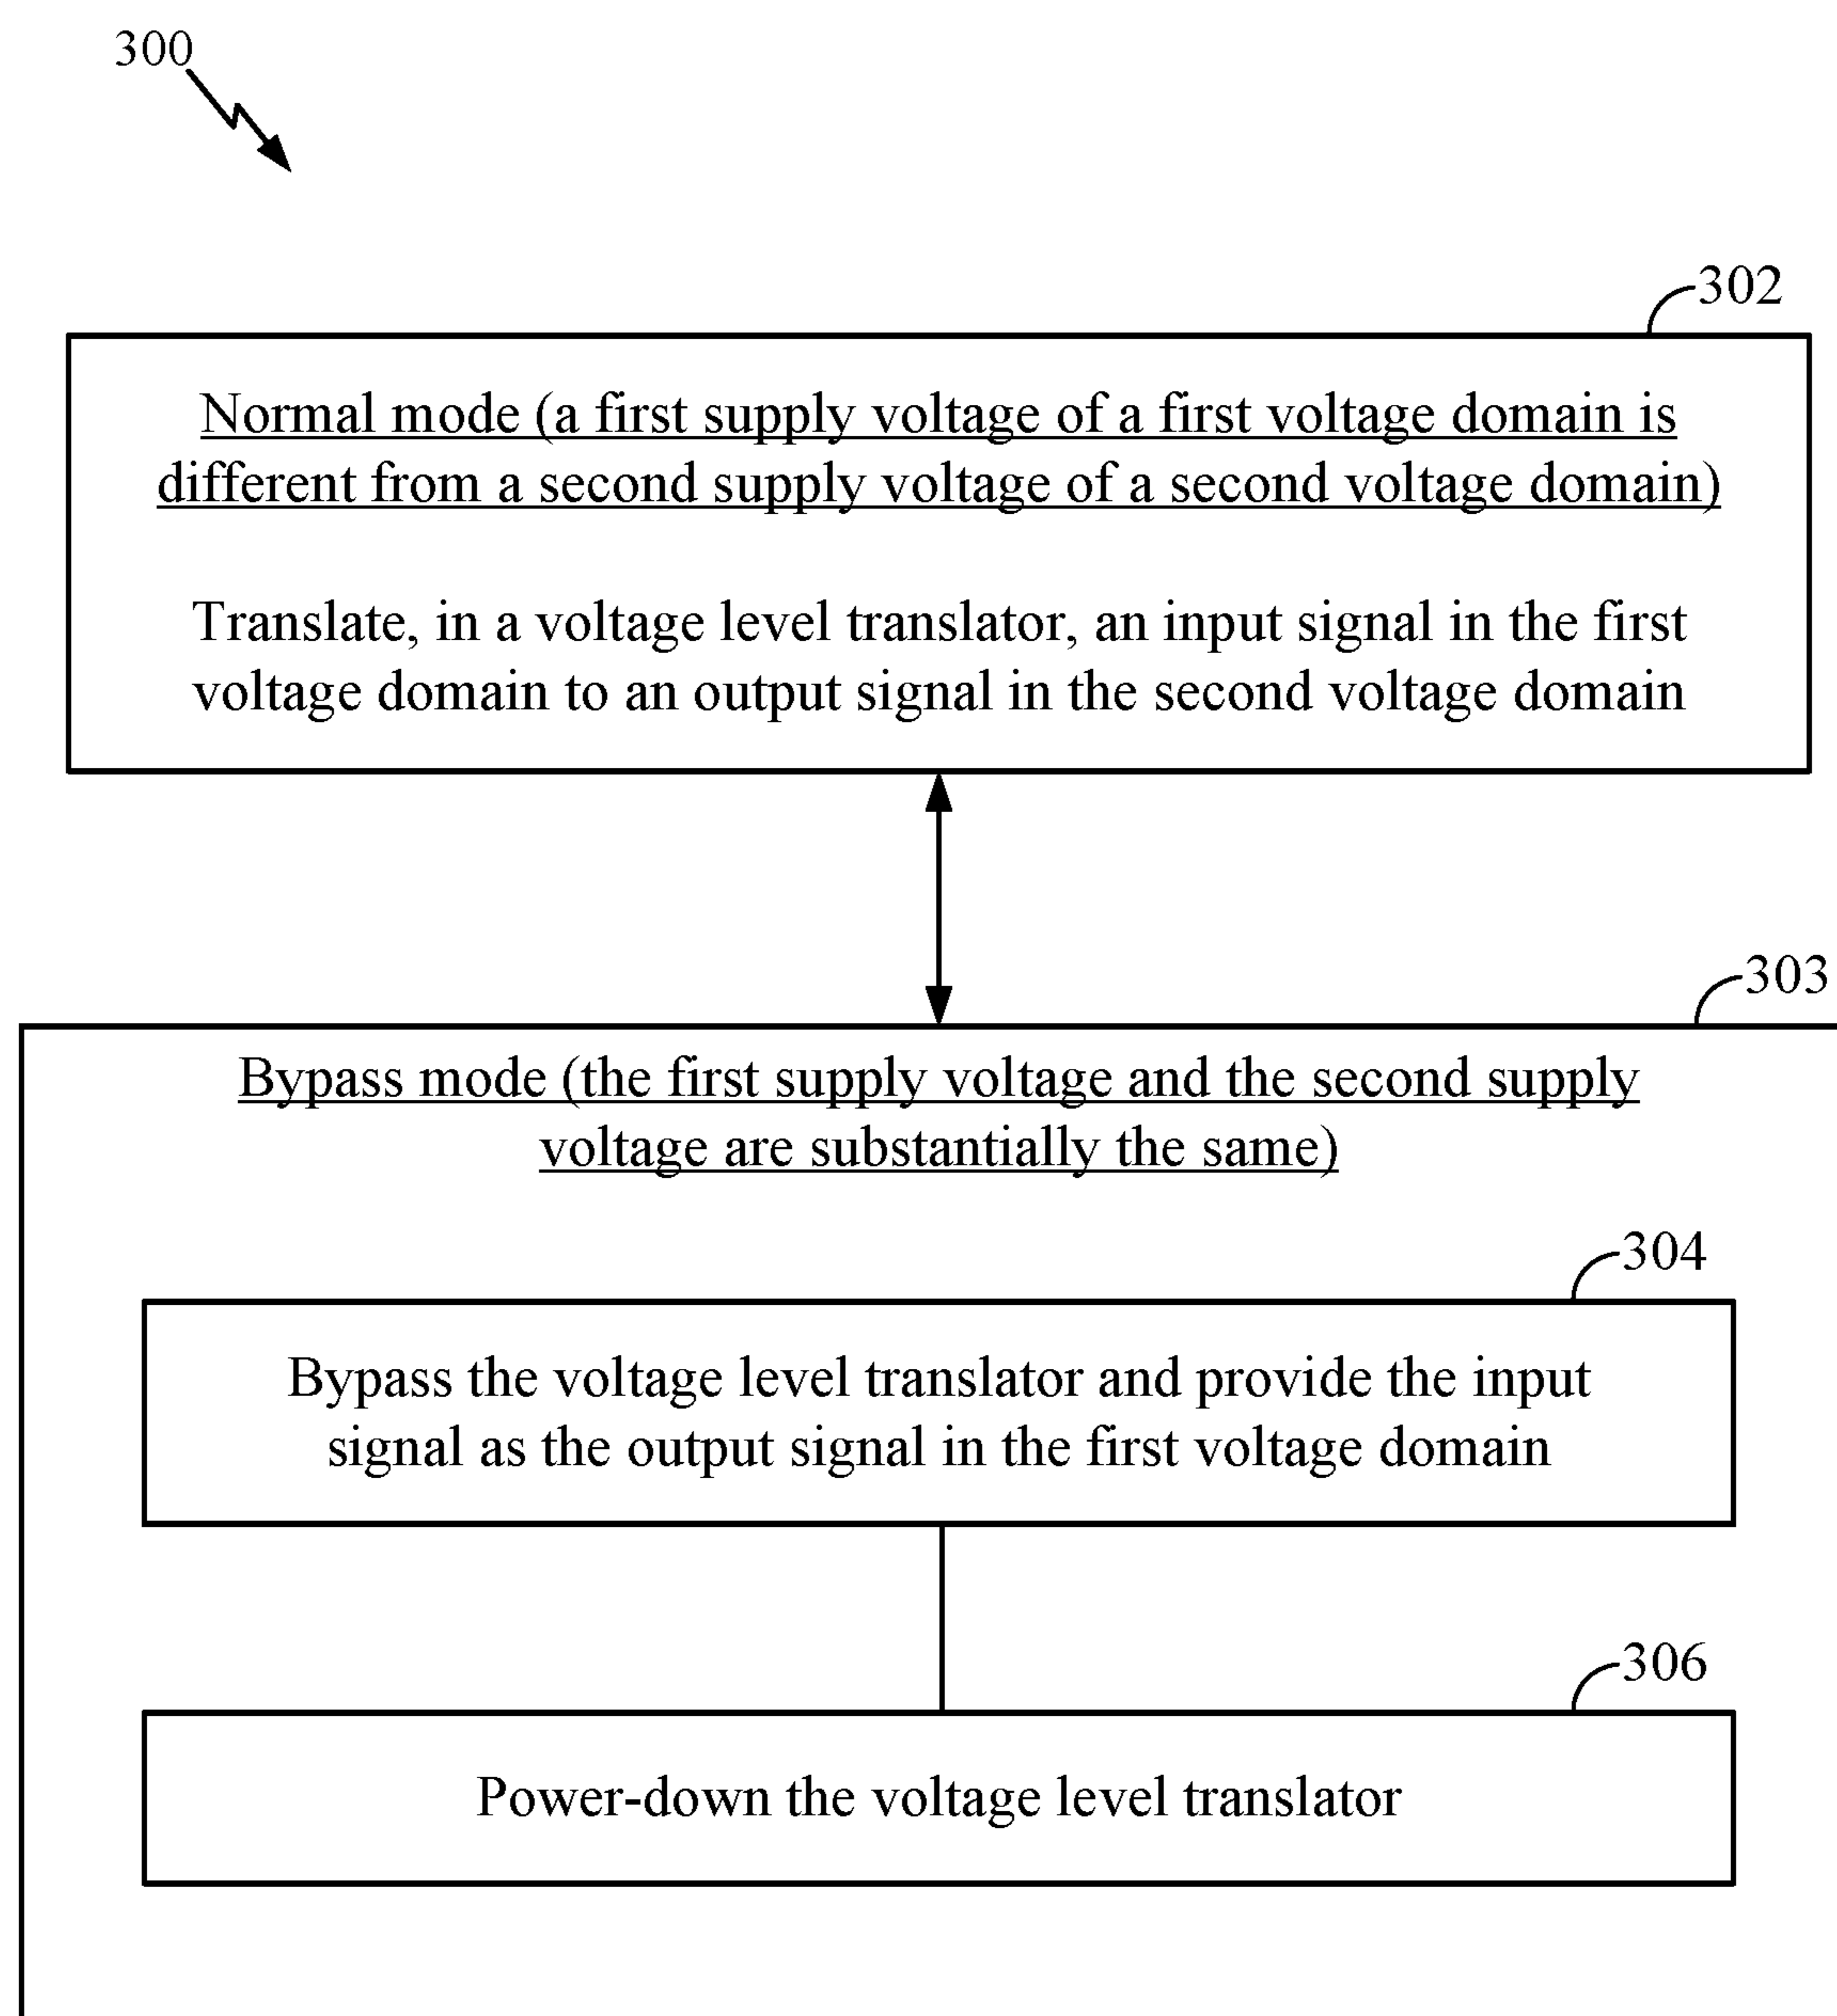 300
302
Normal mode (a first supply voltage of a first voltage domain is
different from a second supply voltage of a second voltage domain)
Translate, in a voltage level translator, an input signal in the first
voltage domain to an output signal in the second voltage domain
303
Bypass mode (the first supply voltage and the second supply
voltage are substantially the same)
304
Bypass the voltage level translator and provide the input
signal as the output signal in the first voltage domain
306
Power-down the voltage level translator